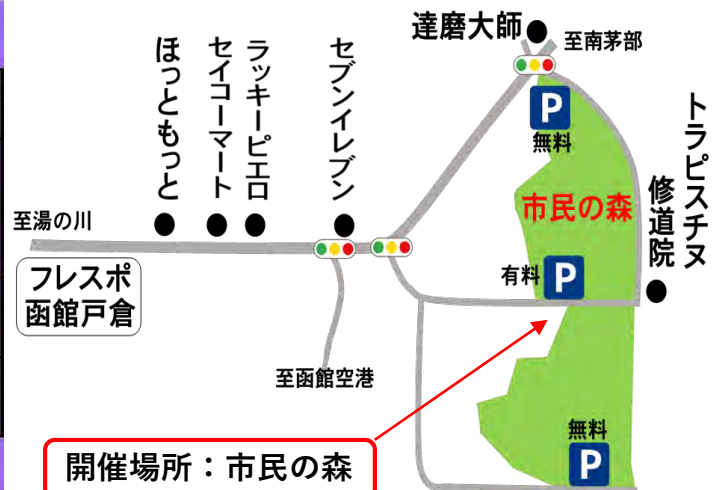 達磨大師
至南茅部
P
無料
ほっともっと
セイコーマート
ラッキーピエロ
セブンイレブン
トラピスチヌ
修道院
市民の森
至湯の川
フレスポ
函館戸倉
有料
P
至函館空港
無料
P
開催場所：市民の森